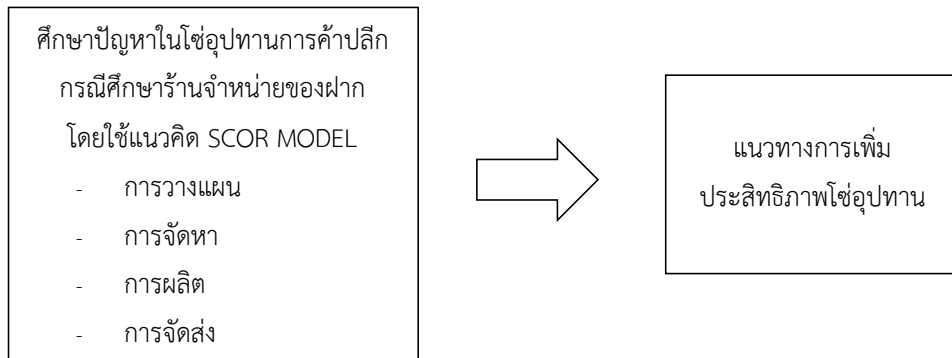 ศึกษาปัญหาในโซ่อุปทานการค้าปลีก
กรณีศึกษาร้านจำหน่ายของฝาก
โดยใช้แนวคิด SCOR MODEL
- การวางแผน
- การจัดหา
- การผลิต
- การจัดส่ง
แนวทางการเพิ่ม
ประสิทธิภาพโซ่อุปทาน